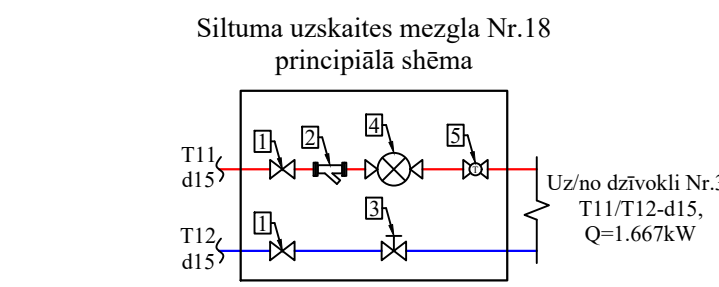 Siltuma uzskaites mezgla Nr.18
principiālā shēma
1
2
4
5
T11
d15
T
Uz/no dzīvokli Nr.3
T11/T12-d15,
Q=1.667kW
1
3
T12
d15